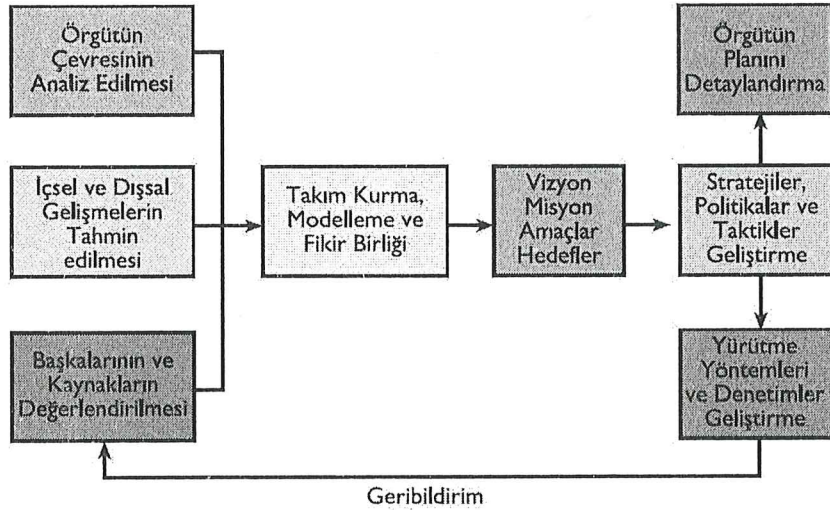 Örgütün
Çevresinin
Analiz Edilmesi
İçsel ve Dışsal
Gelişmelerin
Tahmin
edilmesi
Başkalarının ve
Kaynakların
Değerlendirilmesi
Takım Kurma,
Modelleme ve
Fikir Birliği
Vizyon
Misyon
Amaçlar
Hedefler
Örgütün
Planını
Detaylandırma
Stratejiler,
Politikalar ve
Taktikler
Geliştirme
Yürütme
Yöntemleri
ve Denetimler
Geliştirme
Geribildirim